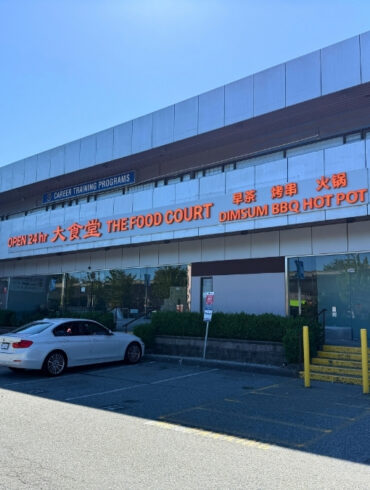 CAREER TRAINING PROGRAMS
OPEN 24hr 大食堂 THE FOOD COURT
早茶 烤串 火锅
DIMSUM BBQ HOT POT